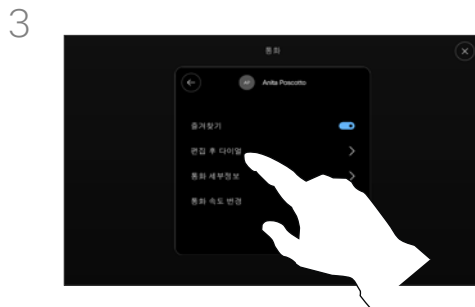 3
통화
Anita Poscotto
즐겨찾기
편집 후 다이얼
통화 세부정보
통화 속도 변경